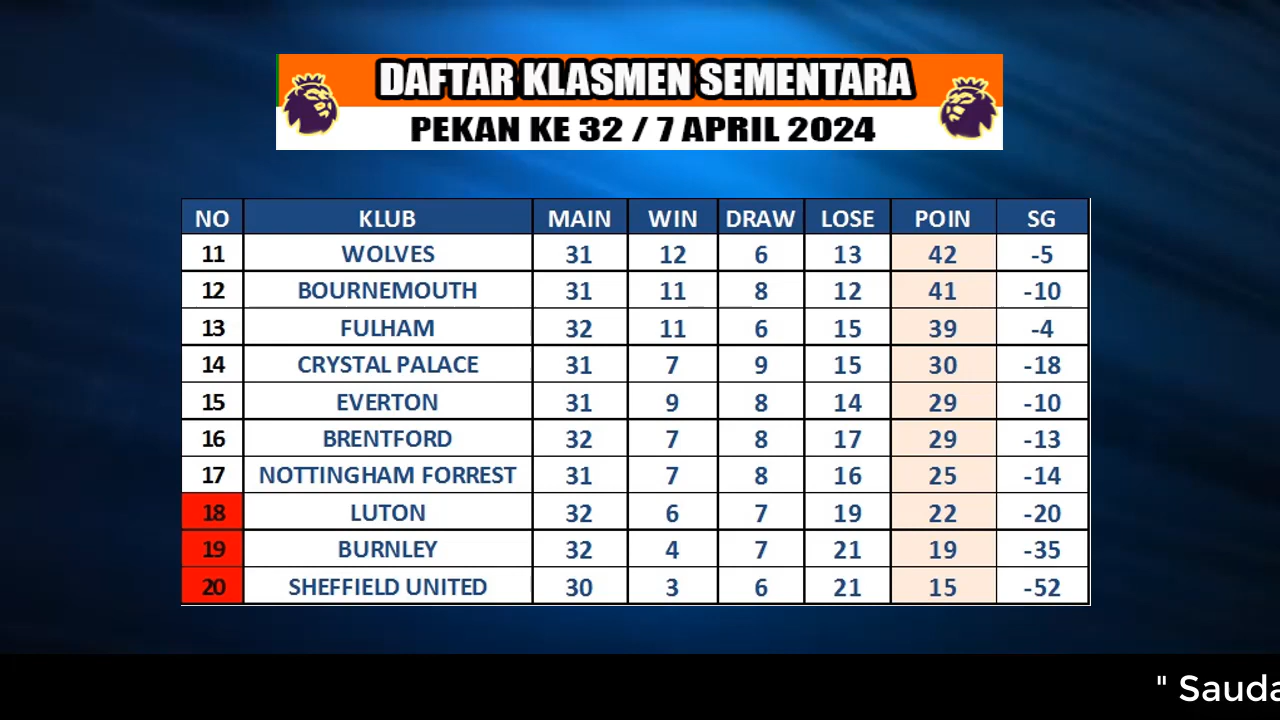 DAFTAR KLASMEN SEMENTARA
PEKAN KE 32 / 7 APRIL 2024
NO KLUB MAIN WIN DRAW LOSE POIN SG
11 WOLVES 31 12 6 13 42 -5
12 BOURNEMOUTH 31 11 8 12 41 -10
13 FULHAM 32 11 6 15 39 -4
14 CRYSTAL PALACE 31 7 9 15 30 -18
15 EVERTON 31 9 8 14 29 -10
16 BRENTFORD 32 7 8 17 29 -13
17 NOTTINGHAM FORREST 31 7 8 16 25 -14
18 LUTON 32 6 7 19 22 -20
19 BURNLEY 32 4 7 21 19 -35
20 SHEFFIELD UNITED 30 3 6 21 15 -52
" Sauda